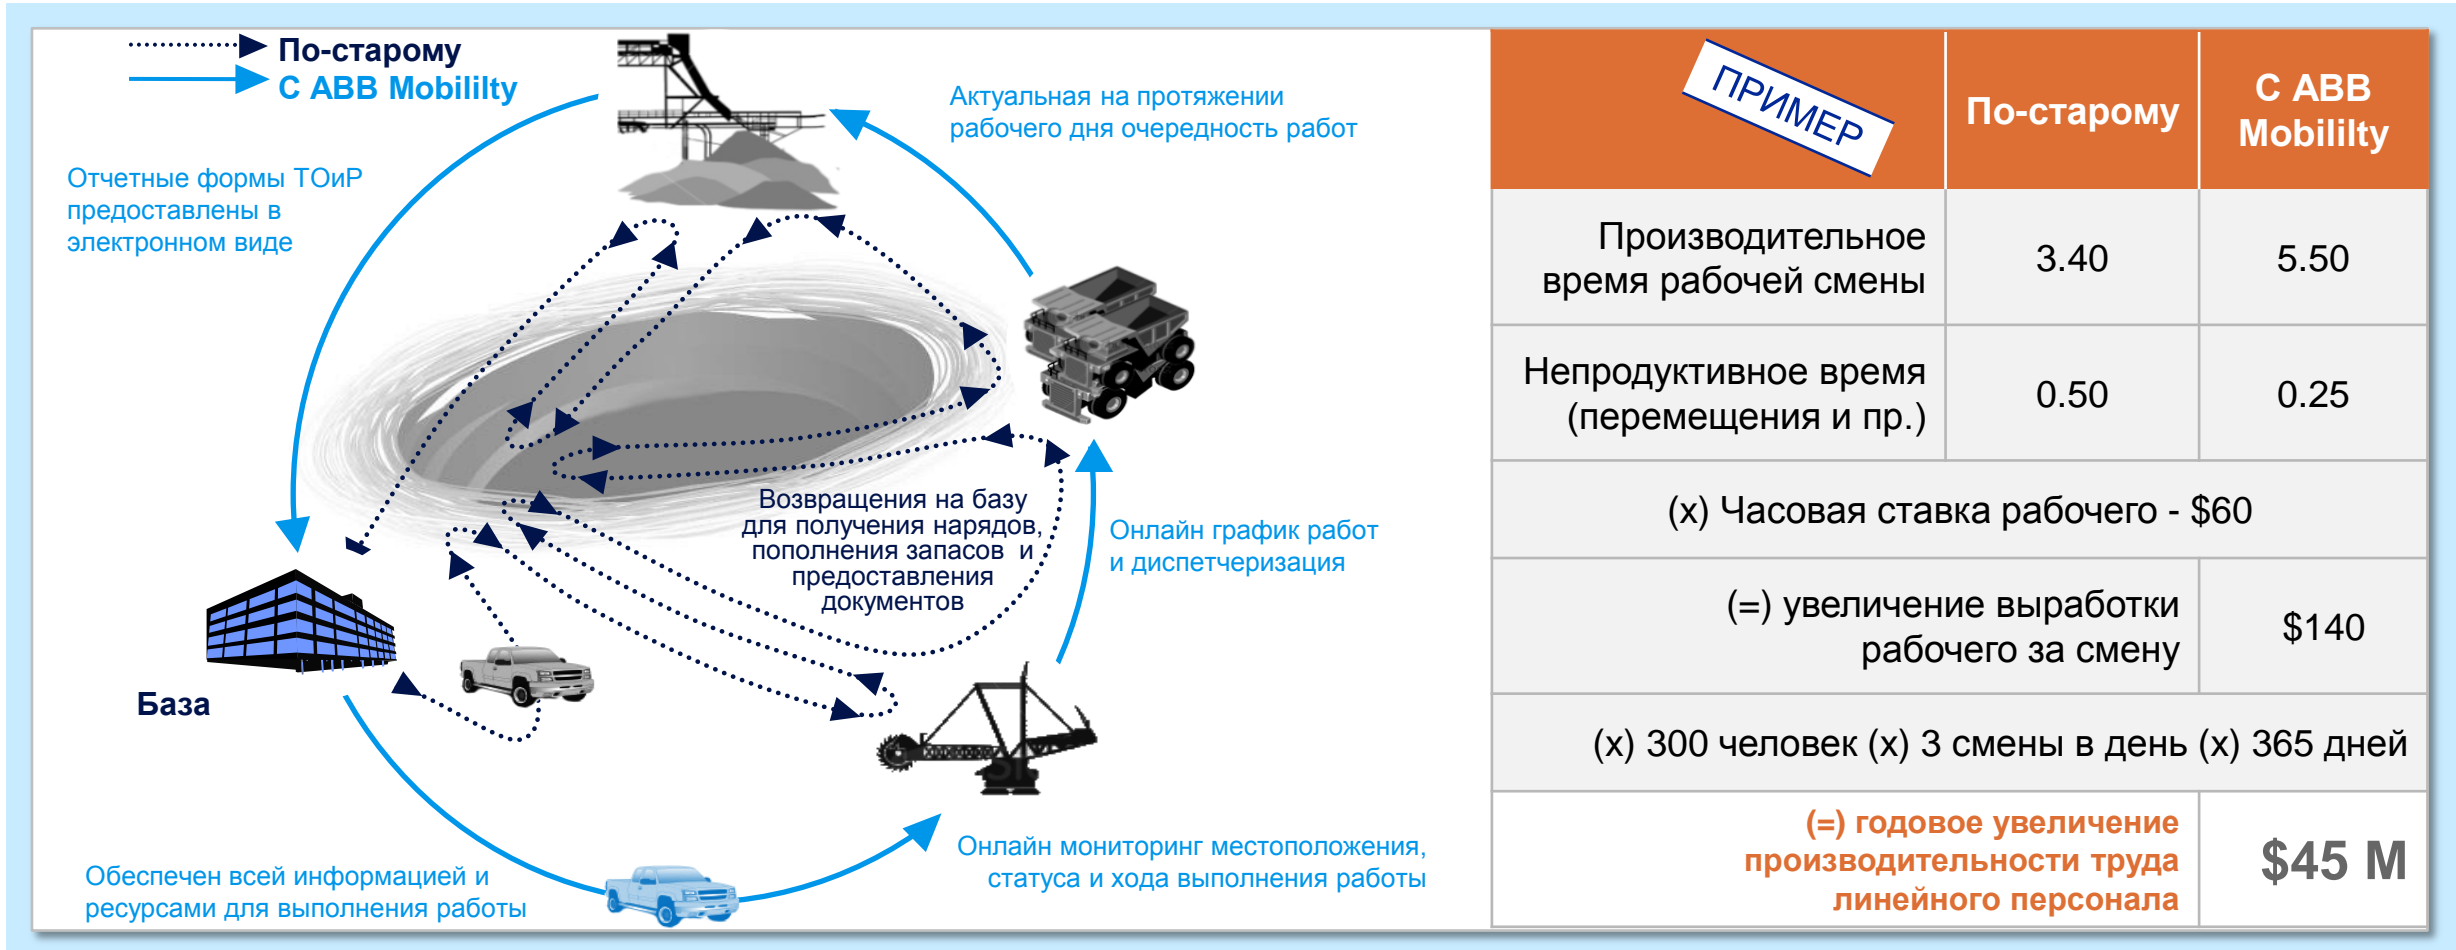 По-старому
С ABB Mobililty
Актуальная на протяжении
рабочего дня очередность работ
Отчетные формы ТОиР
предоставлены в
электронном виде
Возвращения на базу
для получения нарядов,
пополнения запасов и
предоставления
документов
Онлайн график работ
и диспетчеризация
База
Онлайн мониторинг местоположения,
статуса и хода выполнения работы
Обеспечен всей информацией и
ресурсами для выполнения работы
ПРИМЕР
По-старому
С ABB
Mobililty
Производительное
время рабочей смены
3.40
5.50
Непродуктивное время
(перемещения и пр.)
0.50
0.25
(x) Часовая ставка рабочего - $60
(=) увеличение выработки
рабочего за смену
$140
(x) 300 человек (x) 3 смены в день (x) 365 дней
(=) годовое увеличение
производительности труда
линейного персонала
$45 M